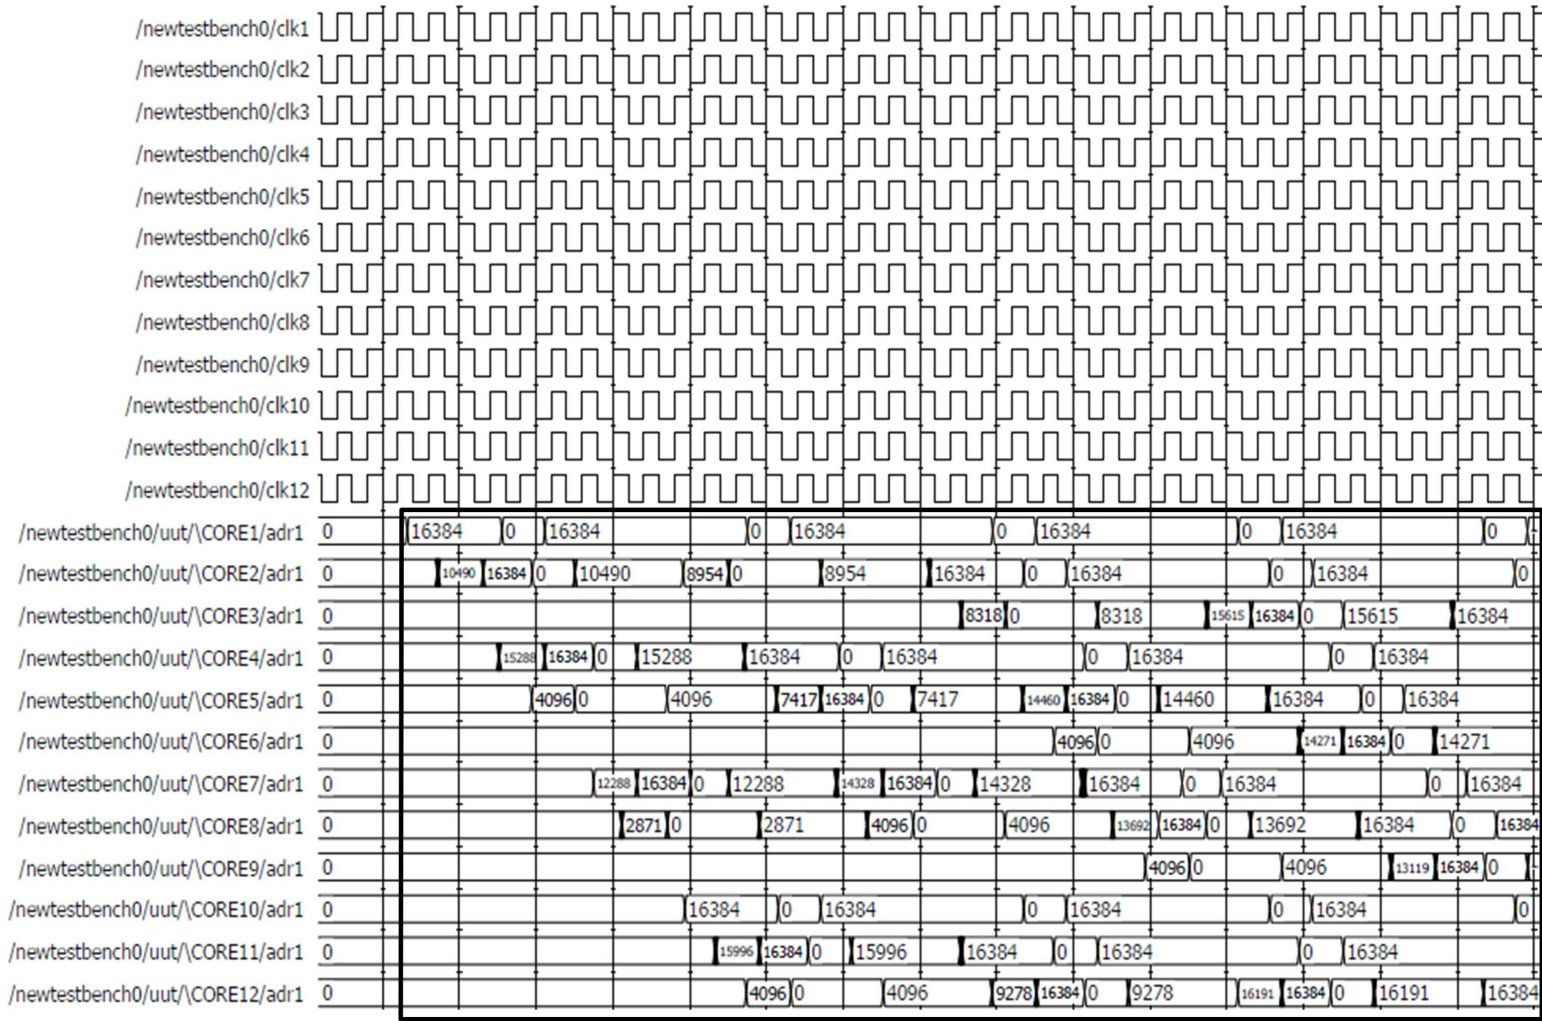 /newtestbench0/clk1
/newtestbench0/clk2
/newtestbench0/clk3
/newtestbench0/clk4
/newtestbench0/clk5
/newtestbench0/clk6
/newtestbench0/clk7
/newtestbench0/clk8
/newtestbench0/clk9
/newtestbench0/clk10
/newtestbench0/clk11
/newtestbench0/clk12
/newtestbench0/uut/\CORE1/adr1 0 16384 0 16384 0 16384 0 16384 0 16384 0
/newtestbench0/uut/\CORE2/adr1 0 10490 16384 0 10490 8954 0 8954 16384 0 16384 0 16384 0
/newtestbench0/uut/\CORE3/adr1 0 8318 0 8318 15615 16384 0 15615 16384
/newtestbench0/uut/\CORE4/adr1 0 15288 16384 0 15288 16384 0 16384 0 16384 0 16384
/newtestbench0/uut/\CORE5/adr1 0 4096 0 4096 7417 16384 0 7417 14460 16384 0 14460 16384 0 16384
/newtestbench0/uut/\CORE6/adr1 0 4096 0 4096 14271 16384 0 14271
/newtestbench0/uut/\CORE7/adr1 0 12288 16384 0 12288 14328 16384 0 14328 16384 0 16384 0 16384
/newtestbench0/uut/\CORE8/adr1 0 2871 0 2871 4096 0 4096 13692 16384 0 13692 16384 0 16384
/newtestbench0/uut/\CORE9/adr1 0 4096 0 4096 13119 16384 0
/newtestbench0/uut/\CORE10/adr1 0 16384 0 16384 0 16384 0 16384 0
/newtestbench0/uut/\CORE11/adr1 0 15996 16384 0 15996 16384 0 16384 0 16384
/newtestbench0/uut/\CORE12/adr1 0 4096 0 4096 9278 16384 0 9278 16191 16384 0 16191 16384